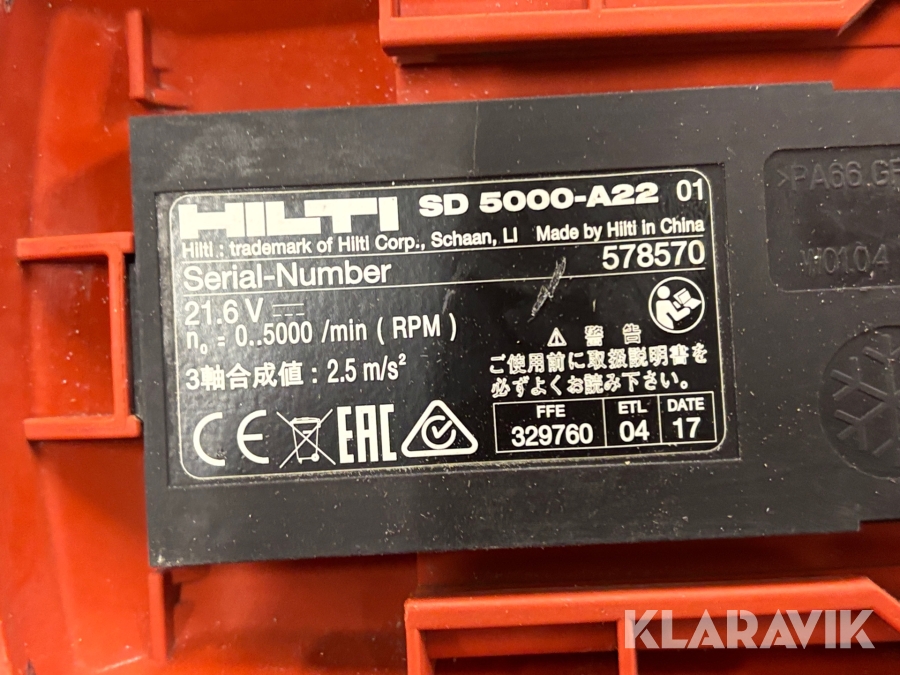 HILTI SD 5000-A22 01
Hilti : trademark of Hilti Corp., Schaan, LI Made by Hilti in China
Serial-Number 578570
21.6 V
n₀ = 0..5000 /min ( RPM )
3軸合成値 : 2.5 m/s²
⚠ 警 告
ご使用前に取扱説明書を
必ずよくお読み下さい。
CE EAC
FFE ETL DATE
329760 04 17
>PA66 GF
W0104
KLARAVIK